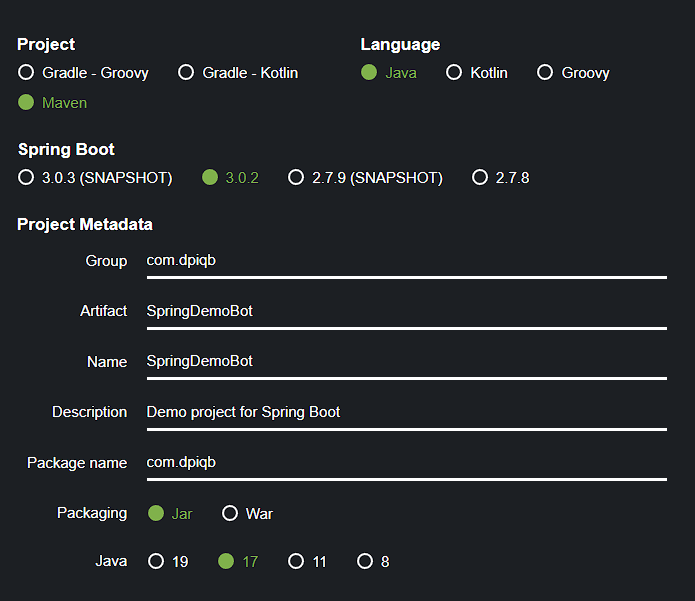 Project
Gradle - Groovy Gradle - Kotlin
Maven
Language
Java Kotlin Groovy
Spring Boot
3.0.3 (SNAPSHOT) 3.0.2 2.7.9 (SNAPSHOT) 2.7.8
Project Metadata
Group com.dpiqb
Artifact SpringDemoBot
Name SpringDemoBot
Description Demo project for Spring Boot
Package name com.dpiqb
Packaging Jar War
Java 19 17 11 8